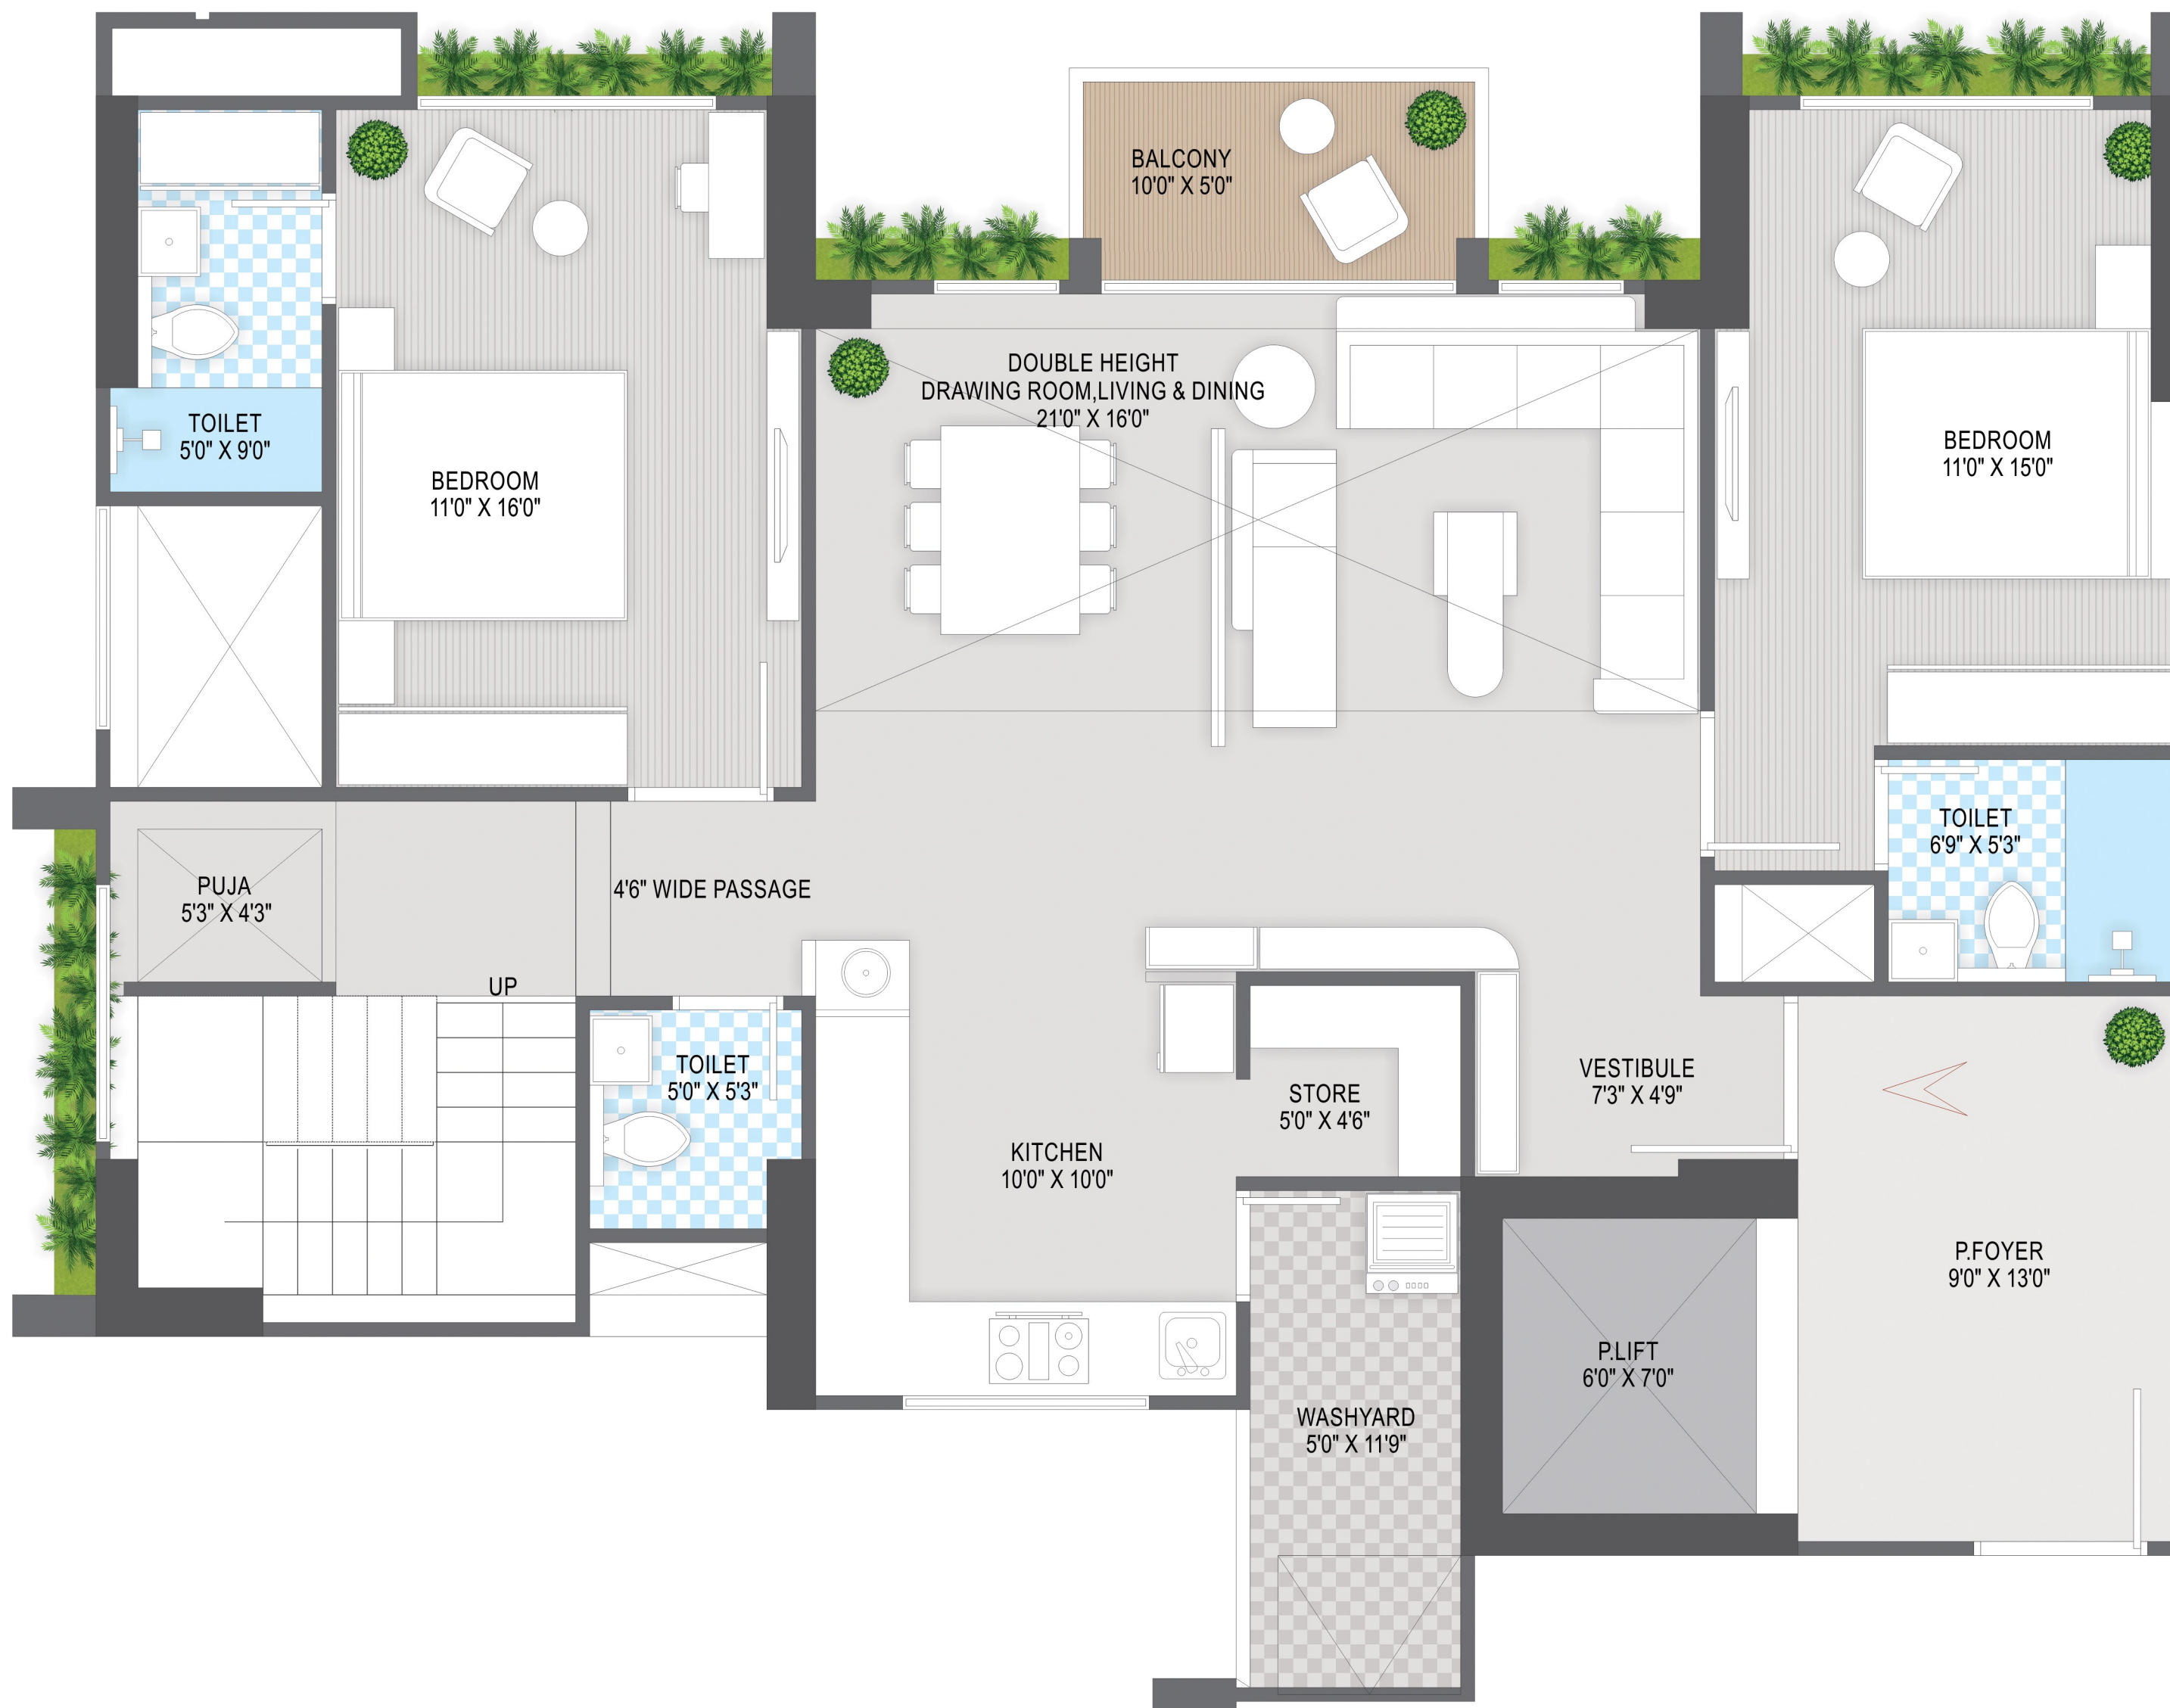 BALCONY
10'0" X 5'0"
DOUBLE HEIGHT
DRAWING ROOM,LIVING & DINING
21'0" X 16'0"
TOILET
5'0" X 9'0"
BEDROOM
11'0" X 16'0"
BEDROOM
11'0" X 15'0"
TOILET
6'9" X 5'3"
PUJA
5'3" X 4'3"
4'6" WIDE PASSAGE
UP
TOILET
5'0" X 5'3"
STORE
5'0" X 4'6"
VESTIBULE
7'3" X 4'9"
KITCHEN
10'0" X 10'0"
P.FOYER
9'0" X 13'0"
P.LIFT
6'0" X 7'0"
WASHYARD
5'0" X 11'9"